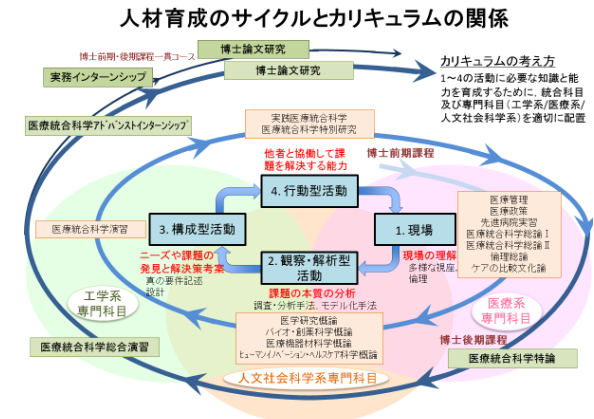 人材育成のサイクルとカリキュラムの関係
博士前期・後期課程一貫コース
博士論文研究
博士論文研究
実務インターンシップ
医療統合科学アドバンストインターンシップ
カリキュラムの考え方
1～4の活動に必要な知識と能
力を育成するために、統合科目
及び専門科目(工学系/医療系/
人文社会科学系)を適切に配置
実践医療統合科学
医療統合科学特別研究
他者と協働して課
題を解決する能力
博士前期課程
4. 行動型活動
医療統合科学演習
3. 構成型活動
1. 現場
2. 観察・解析型
活動
医療管理
医療政策
先進病院実習
医療統合科学総論Ⅰ
医療統合科学総論Ⅱ
倫理総論
ケアの比較文化論
ニーズや課題の
発見と解決策考案
真の要件記述
設計
現場の理解
多様な視座、
倫理
課題の本質の分析
調査・分析手法、モデル化手法
工学系
専門科目
医療系
専門科目
医学研究概論
バイオ・創薬科学概論
医療機器材料学概論
ヒューマンイノベーション・ヘルスケア科学概論
博士後期課程
医療統合科学総合演習
医療統合科学特論
人文社会科学系専門科目